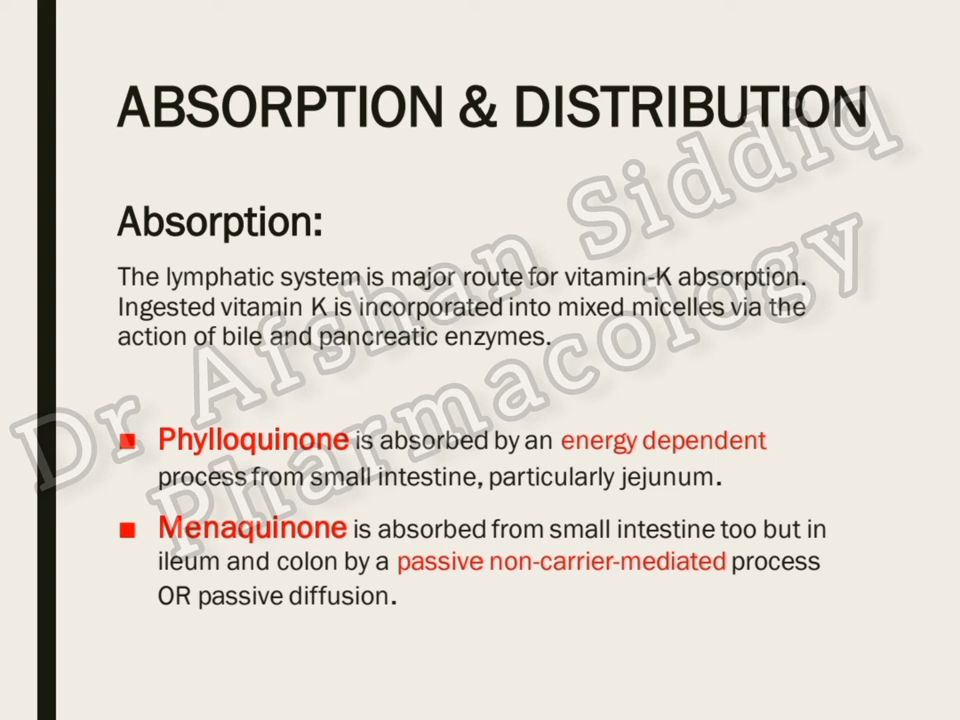 ABSORPTION & DISTRIBUTION
Absorption:
The lymphatic system is major route for vitamin-K absorption.
Ingested vitamin K is incorporated into mixed micelles via the
action of bile and pancreatic enzymes.
■ Phylloquinone is absorbed by an energy dependent
process from small intestine, particularly jejunum.
■ Menaquinone is absorbed from small intestine too but in
ileum and colon by a passive non-carrier-mediated process
OR passive diffusion.
Dr Afshan Siddiq
Pharmacology